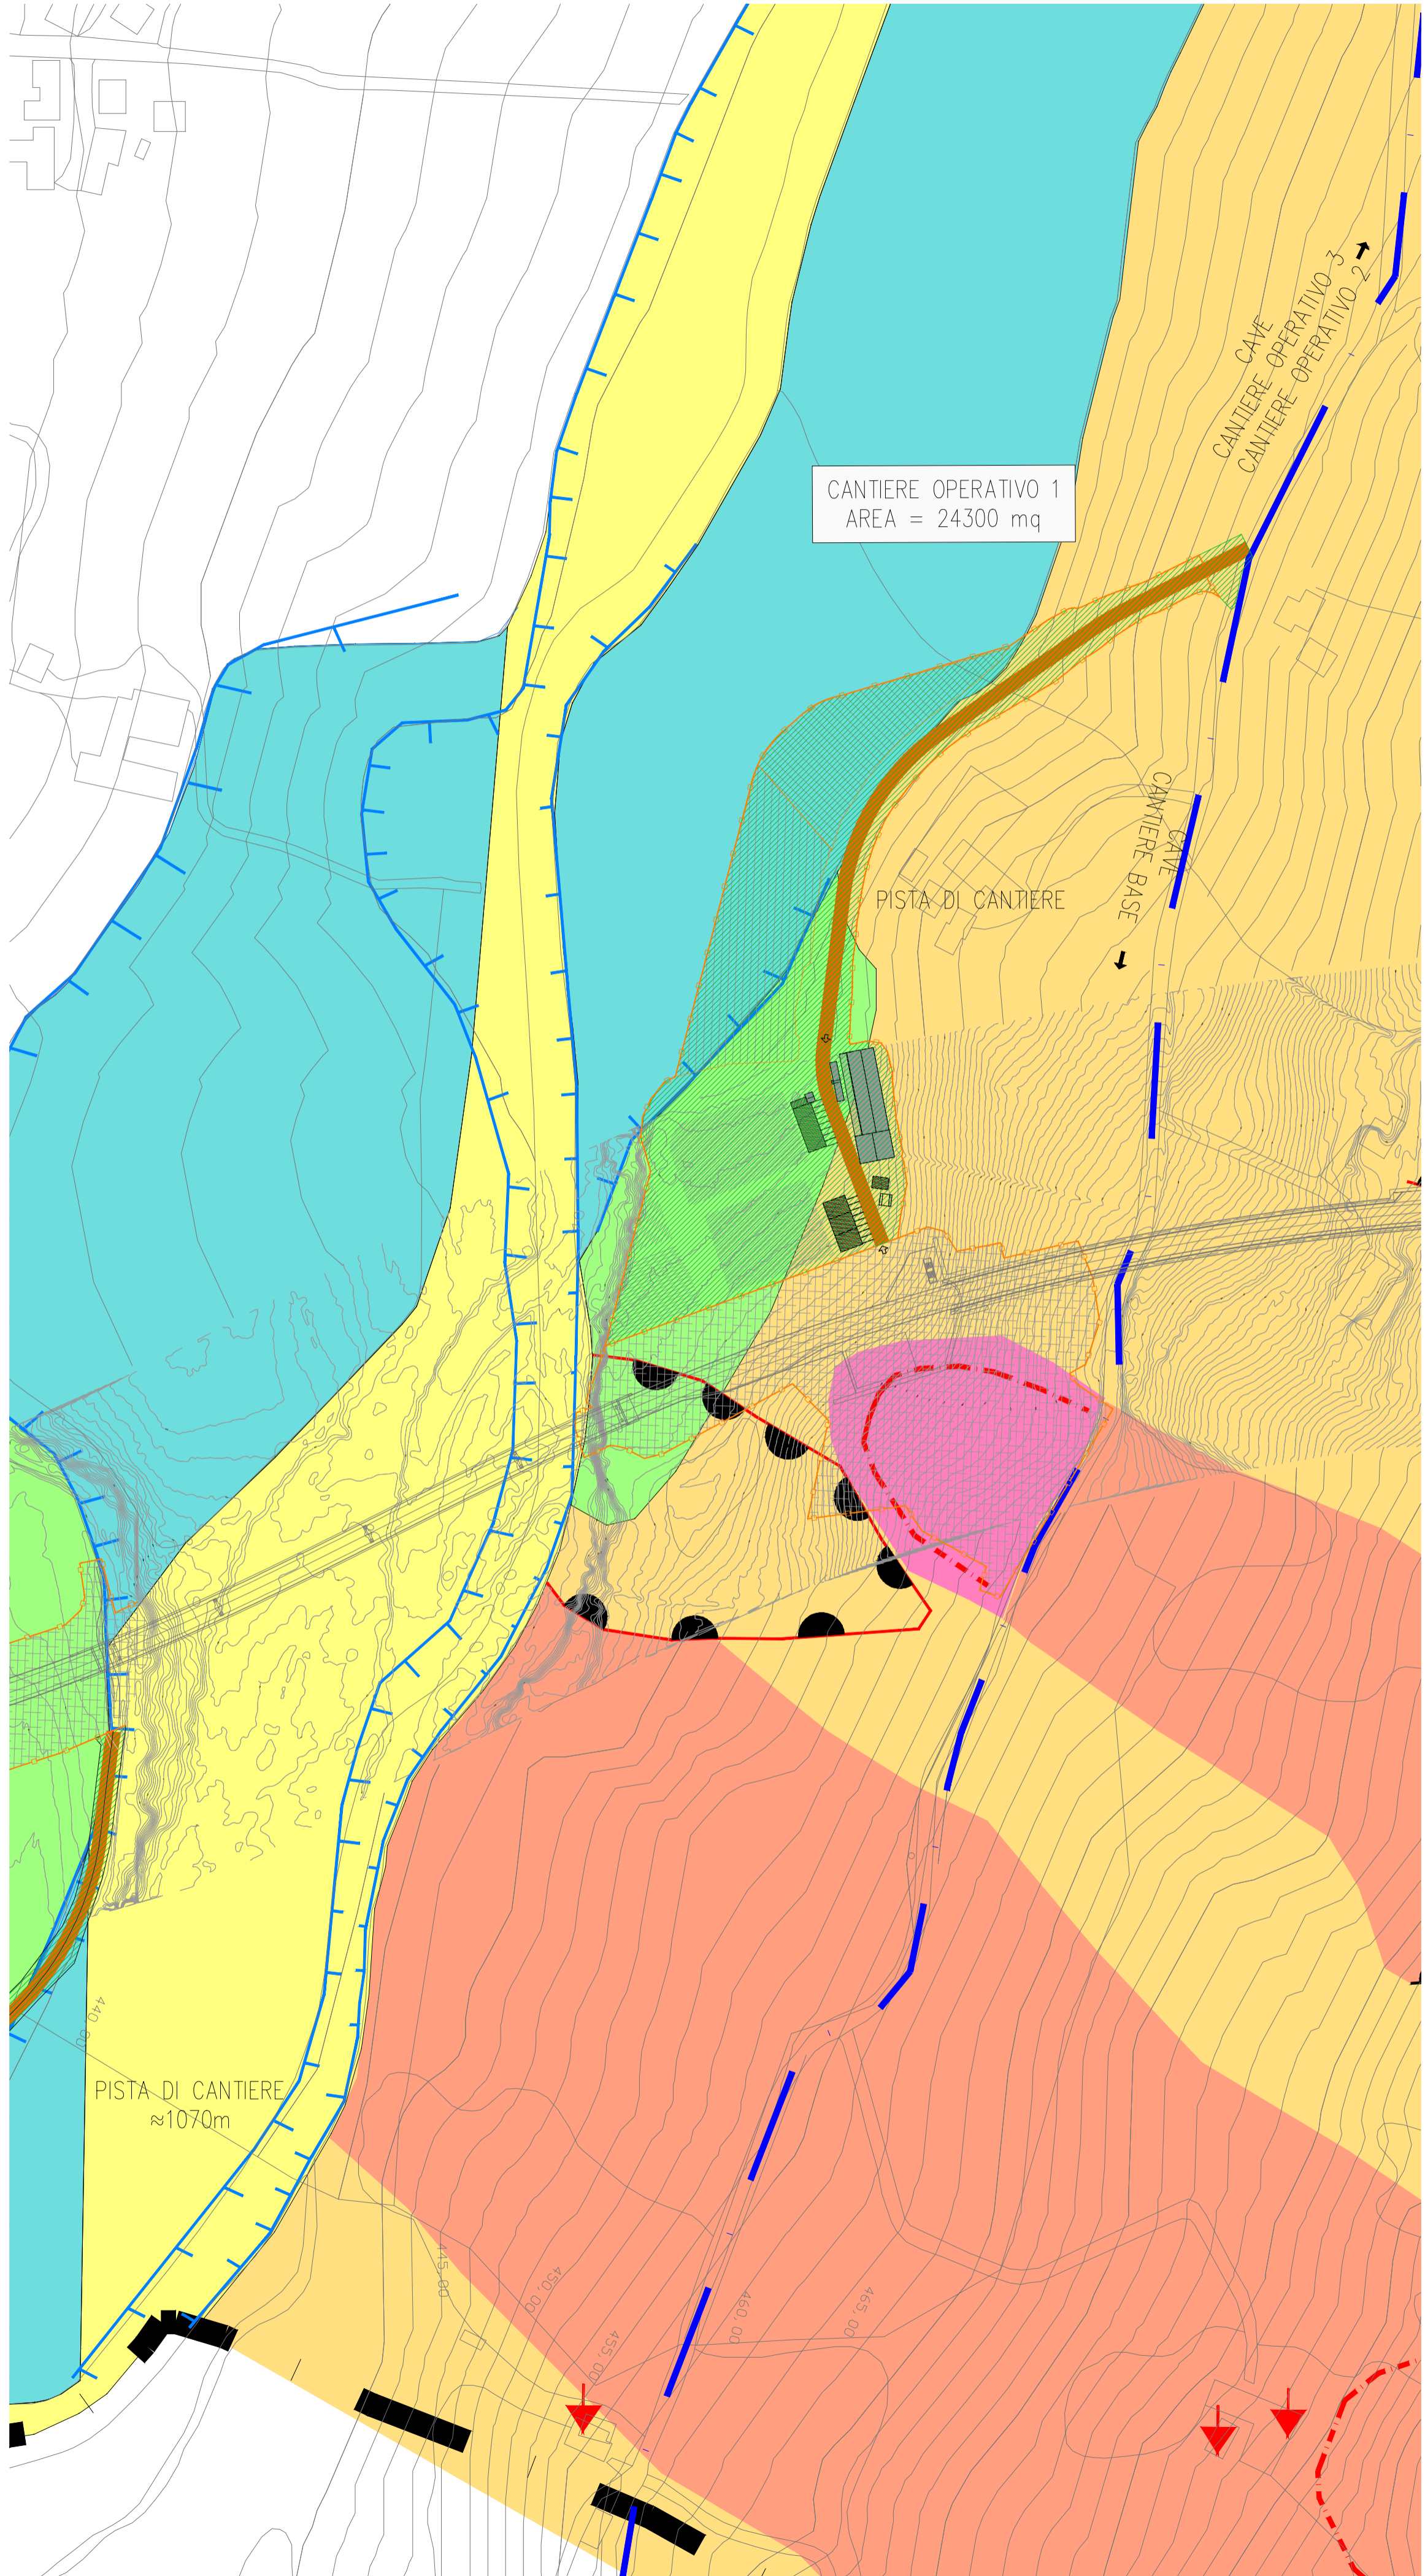 CAVE
CANTIERE OPERATIVO 3
CANTIERE OPERATIVO 2
CANTIERE OPERATIVO 1
AREA = 24300 mq
CAVE
CANTIERE BASE
PISTA DI CANTIERE
440,00
PISTA DI CANTIERE
≈1070m
445,00
450,00
455,00
460,00
465,00